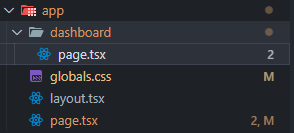 app
dashboard
page.tsx 2
globals.css M
layout.tsx
page.tsx 2, M